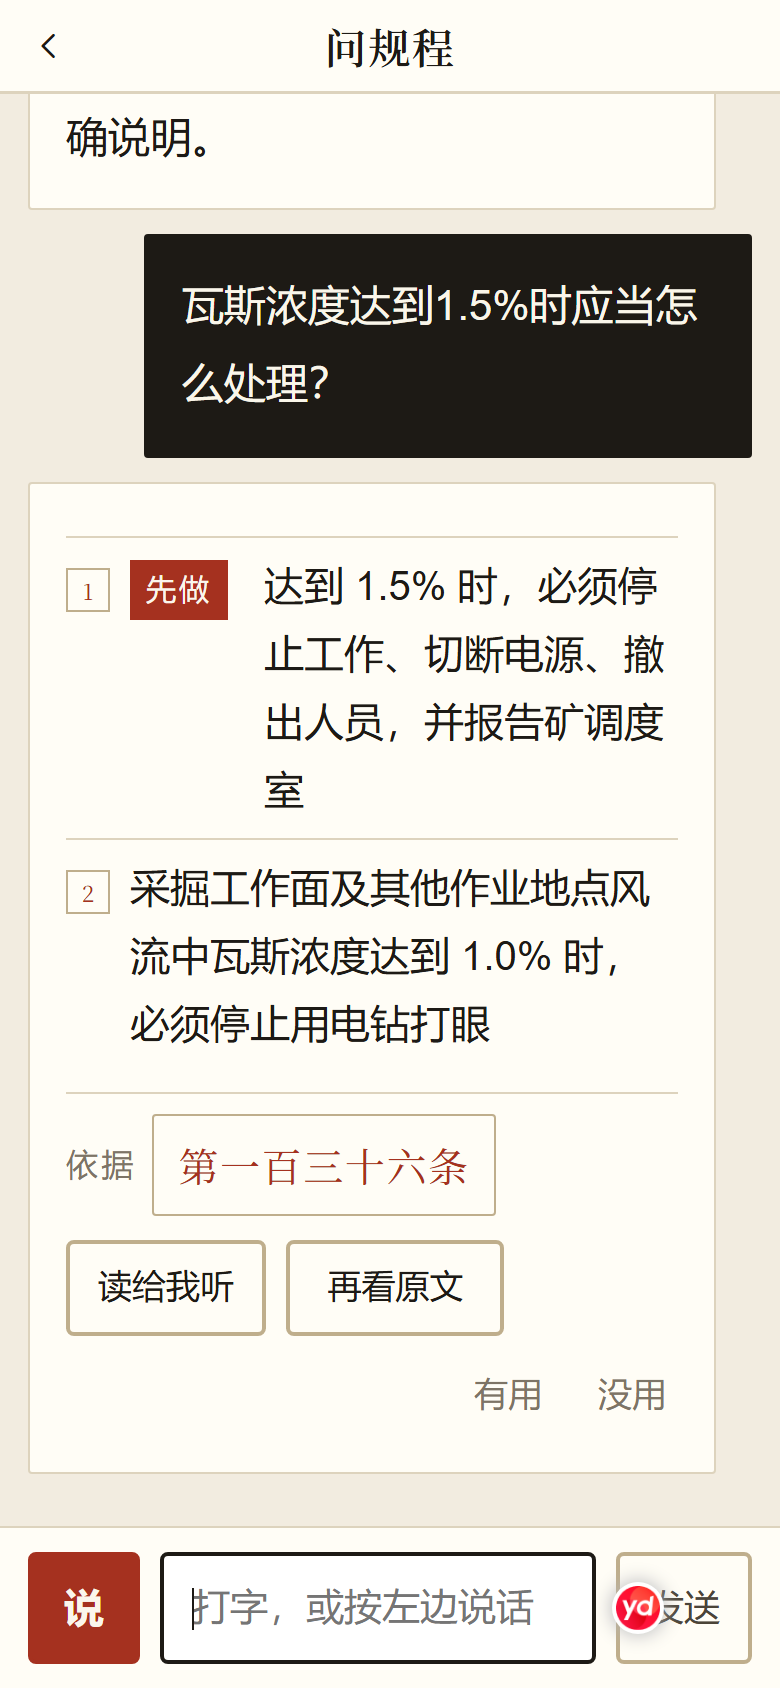 问规程
确说明。
瓦斯浓度达到1.5%时应当怎
么处理?
1 先做 达到 1.5% 时，必须停
止工作、切断电源、撤
出人员，并报告矿调度
室
2 采掘工作面及其他作业地点风
流中瓦斯浓度达到 1.0% 时，
必须停止用电钻打眼
依据 第一百三十六条
读给我听 再看原文
有用 没用
说 打字，或按左边说话 yd 发送